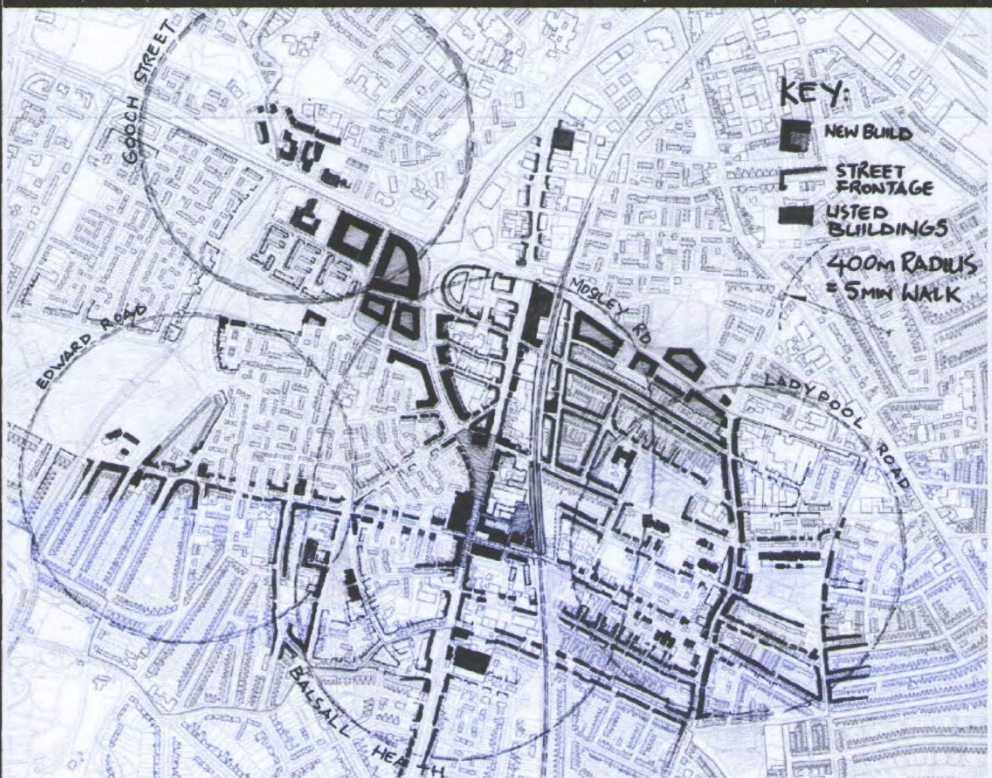 GOOCH STREET
KEY:
NEW BUILD
STREET
FRONTAGE
LISTED
BUILDINGS
400M RADIUS
= 5MIN WALK
MOSLEY RD
EDWARD ROAD
LADYPOOL ROAD
BALSALL HEATH